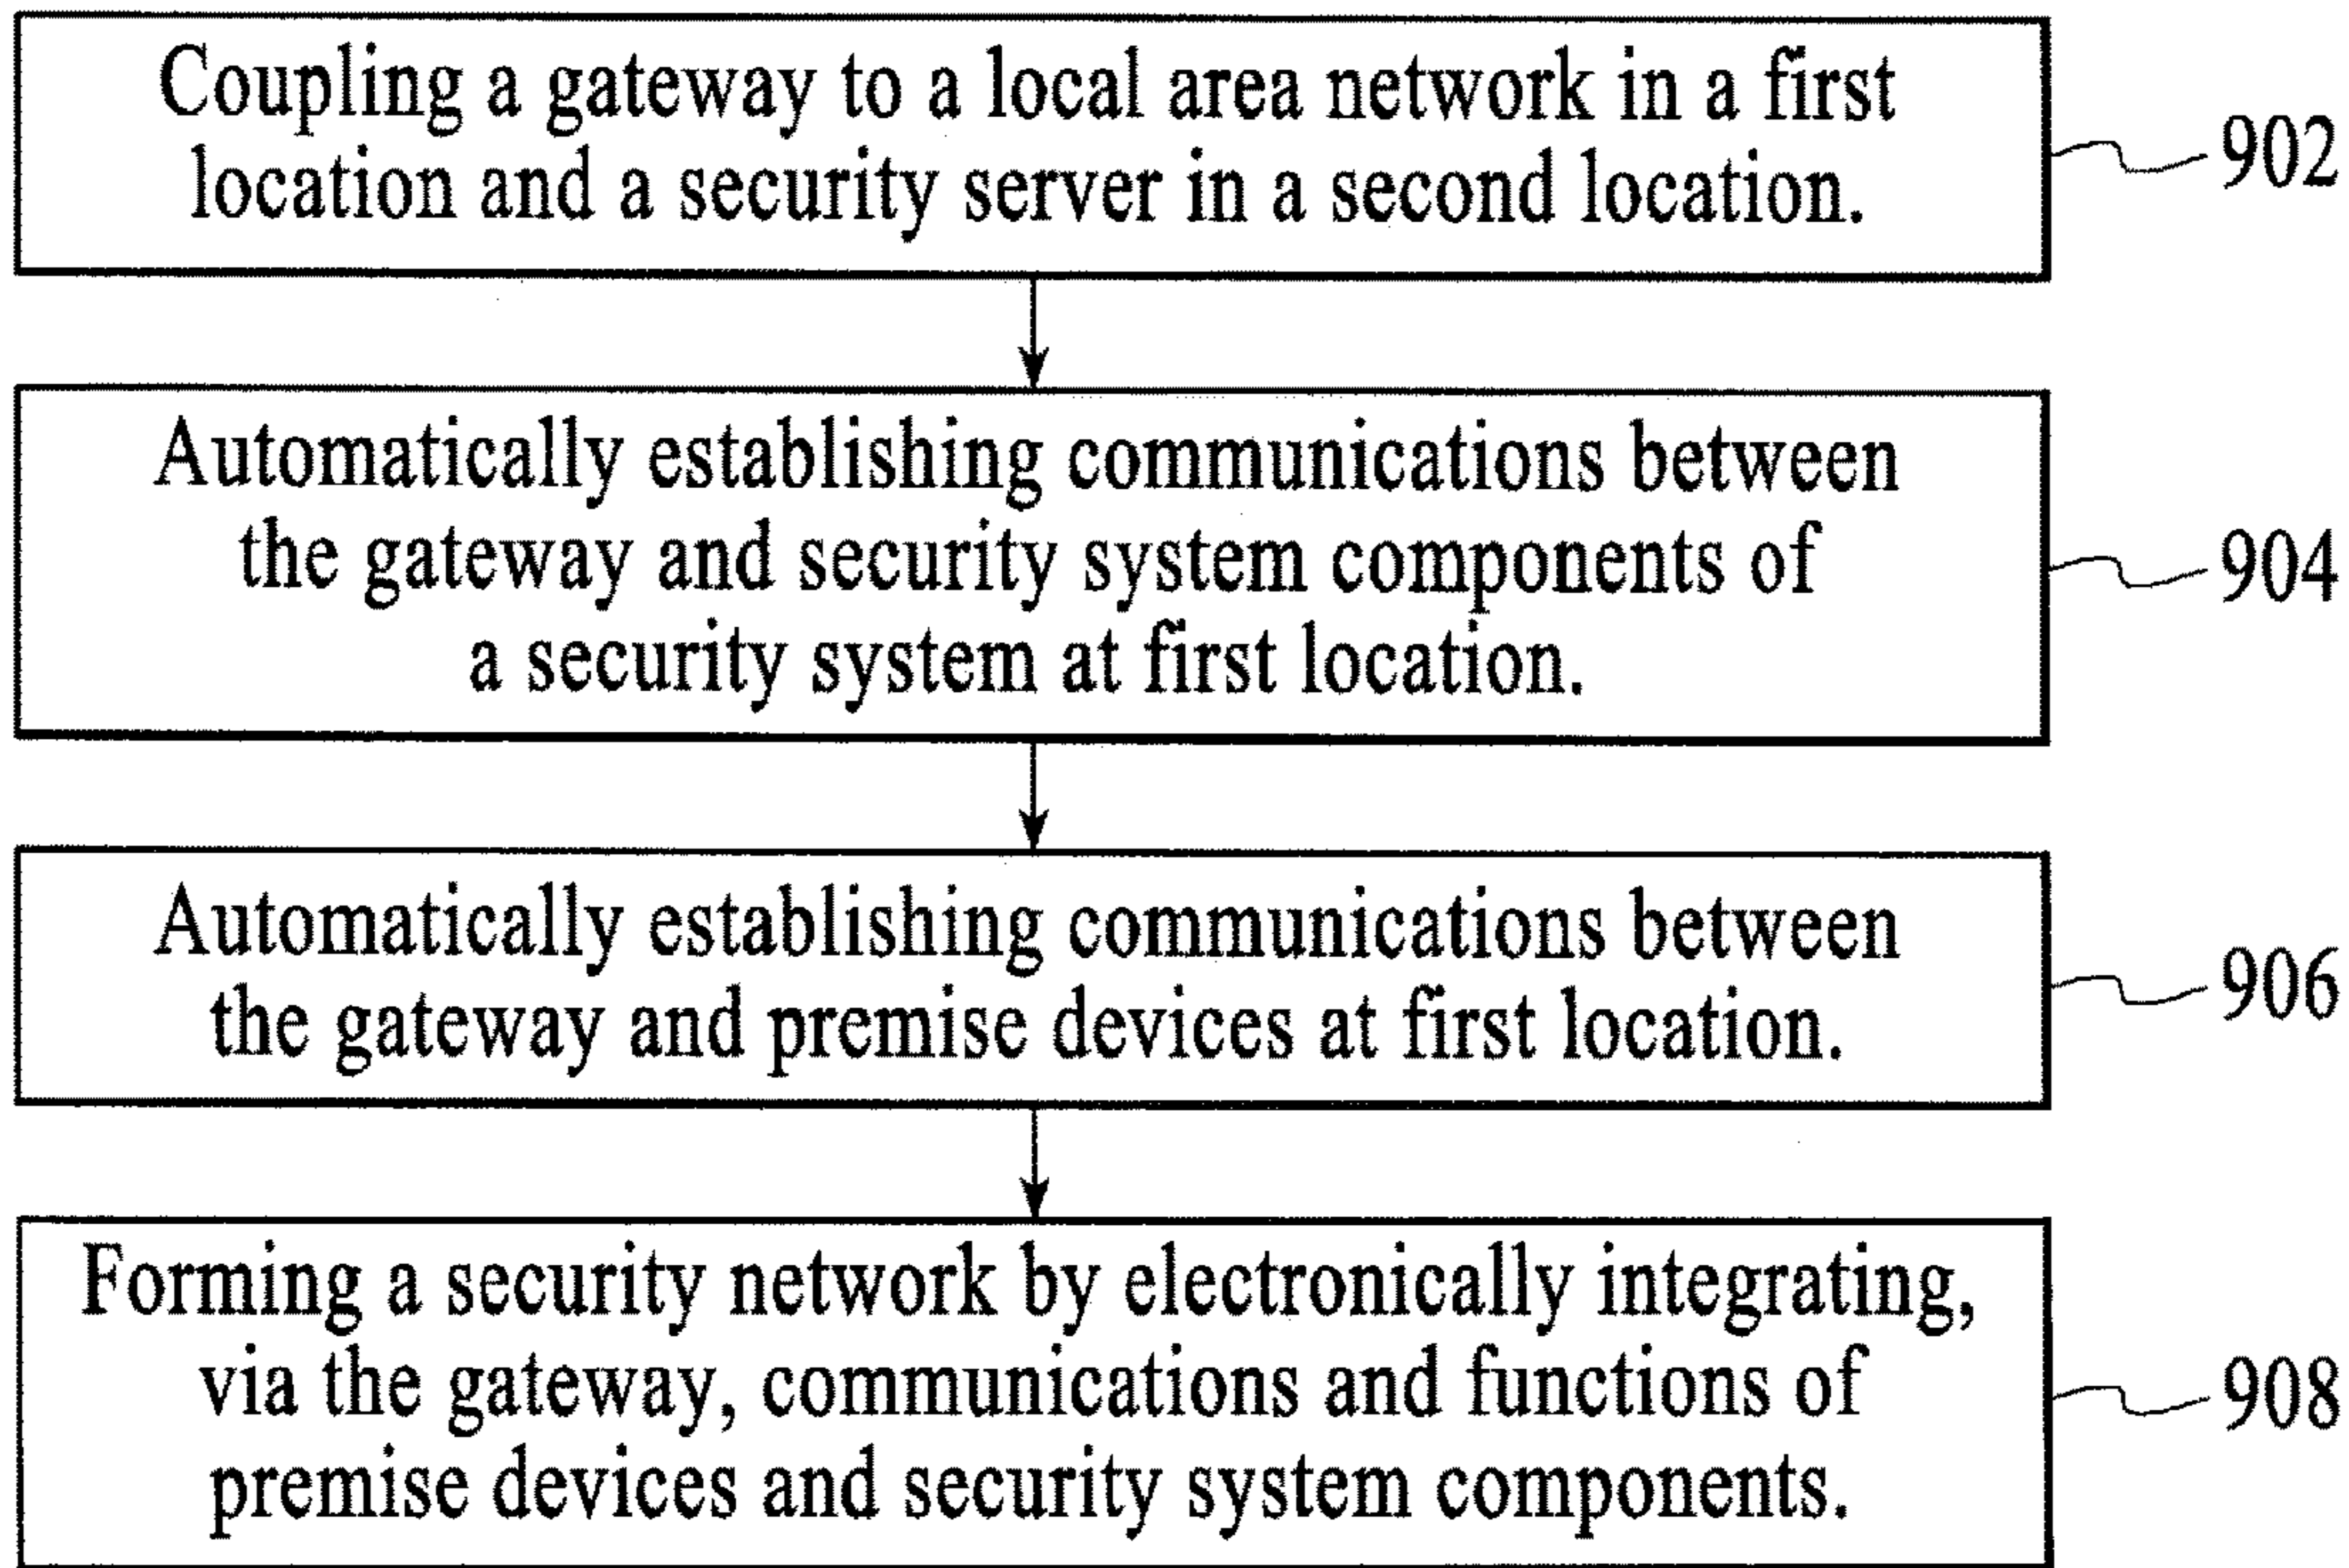 Coupling a gateway to a local area network in a first
location and a security server in a second location.
902
Automatically establishing communications between
the gateway and security system components of
a security system at first location.
904
Automatically establishing communications between
the gateway and premise devices at first location.
906
Forming a security network by electronically integrating,
via the gateway, communications and functions of
premise devices and security system components.
908